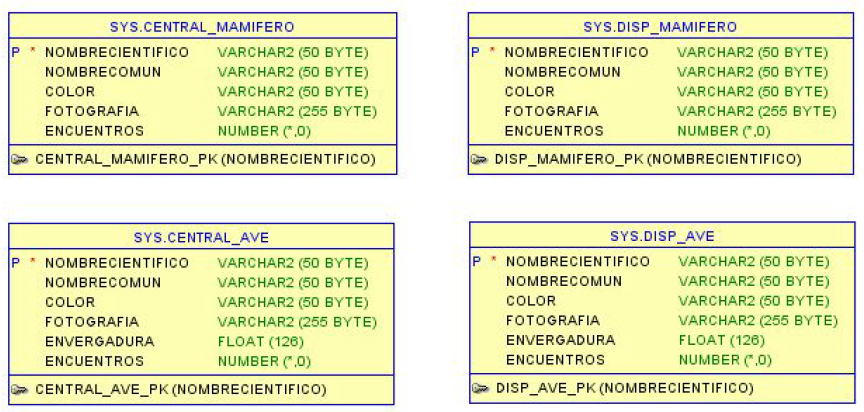 SYS.CENTRAL_MAMIFERO
P * NOMBRECIENTIFICO VARCHAR2 (50 BYTE)
NOMBRECOMUN VARCHAR2 (50 BYTE)
COLOR VARCHAR2 (50 BYTE)
FOTOGRAFIA VARCHAR2 (255 BYTE)
ENCUENTROS NUMBER (*,0)
CENTRAL_MAMIFERO_PK (NOMBRECIENTIFICO)
SYS.DISP_MAMIFERO
P * NOMBRECIENTIFICO VARCHAR2 (50 BYTE)
NOMBRECOMUN VARCHAR2 (50 BYTE)
COLOR VARCHAR2 (50 BYTE)
FOTOGRAFIA VARCHAR2 (255 BYTE)
ENCUENTROS NUMBER (*,0)
DISP_MAMIFERO_PK (NOMBRECIENTIFICO)
SYS.CENTRAL_AVE
P * NOMBRECIENTIFICO VARCHAR2 (50 BYTE)
NOMBRECOMUN VARCHAR2 (50 BYTE)
COLOR VARCHAR2 (50 BYTE)
FOTOGRAFIA VARCHAR2 (255 BYTE)
ENVERGADURA FLOAT (126)
ENCUENTROS NUMBER (*,0)
CENTRAL_AVE_PK (NOMBRECIENTIFICO)
SYS.DISP_AVE
P * NOMBRECIENTIFICO VARCHAR2 (50 BYTE)
NOMBRECOMUN VARCHAR2 (50 BYTE)
COLOR VARCHAR2 (50 BYTE)
FOTOGRAFIA VARCHAR2 (255 BYTE)
ENVERGADURA FLOAT (126)
ENCUENTROS NUMBER (*,0)
DISP_AVE_PK (NOMBRECIENTIFICO)